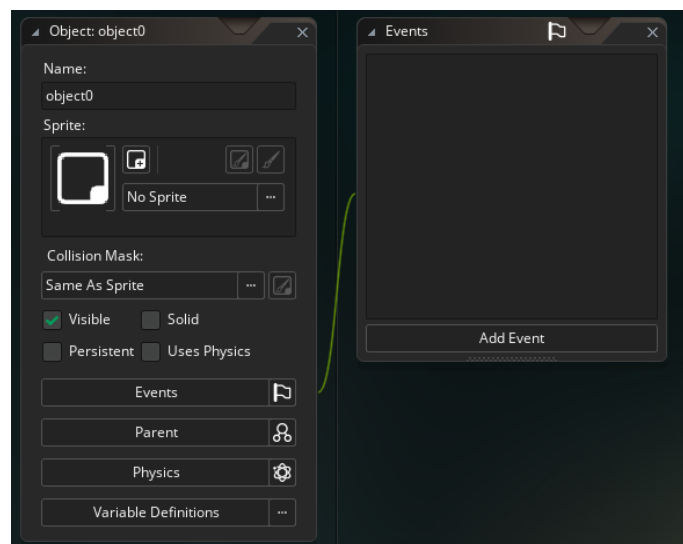 Object: object0
Name:
object0
Sprite:
No Sprite
Collision Mask:
Same As Sprite
Visible Solid
Persistent Uses Physics
Events
Parent
Physics
Variable Definitions
Events
Add Event